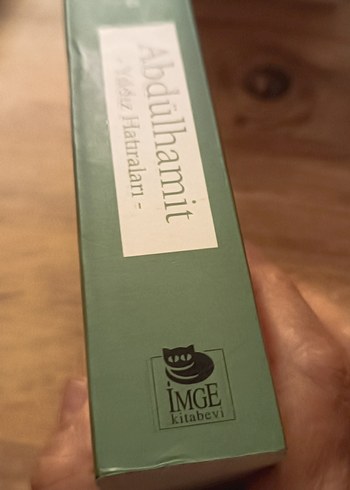 Abdülhamit
- Yıldız Hatıraları -
İMGE
kitabevi